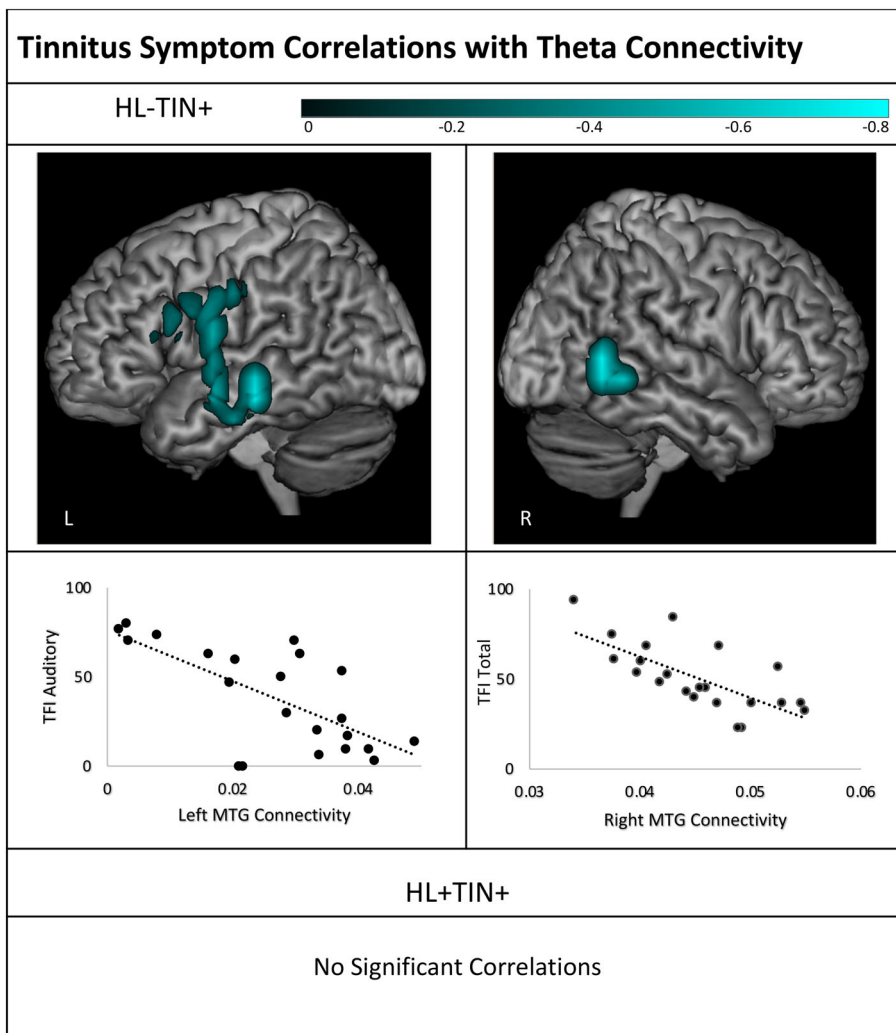 Tinnitus Symptom Correlations with Theta Connectivity
HL-TIN+
0 -0.2 -0.4 -0.6 -0.8
L
R
100
50
0
TFI Auditory
0 0.02 0.04
Left MTG Connectivity
100
50
0
TFI Total
0.03 0.04 0.05 0.06
Right MTG Connectivity
HL+TIN+
No Significant Correlations